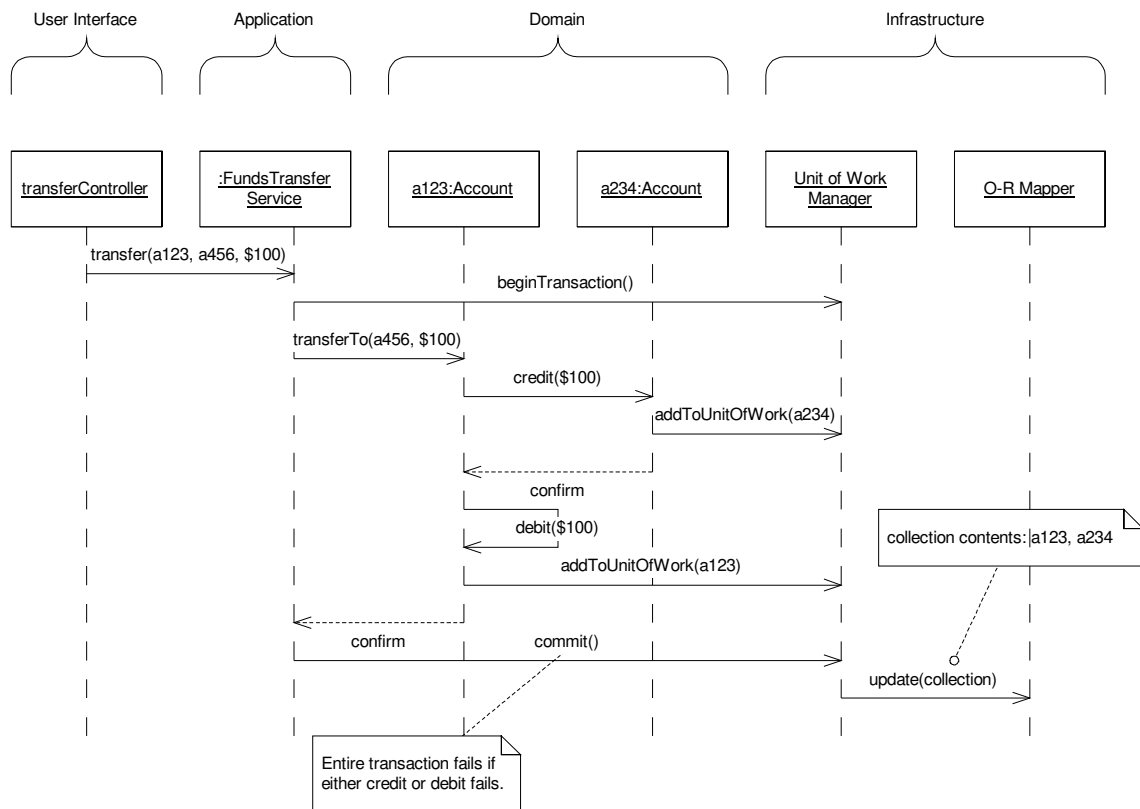 User Interface
Application
Domain
Infrastructure
transferController
:FundsTransfer
Service
a123:Account
a234:Account
Unit of Work
Manager
O-R Mapper
transfer(a123, a456, $100)
beginTransaction()
transferTo(a456, $100)
credit($100)
addToUnitOfWork(a234)
confirm
debit($100)
collection contents: a123, a234
addToUnitOfWork(a123)
confirm
commit()
update(collection)
Entire transaction fails if
either credit or debit fails.